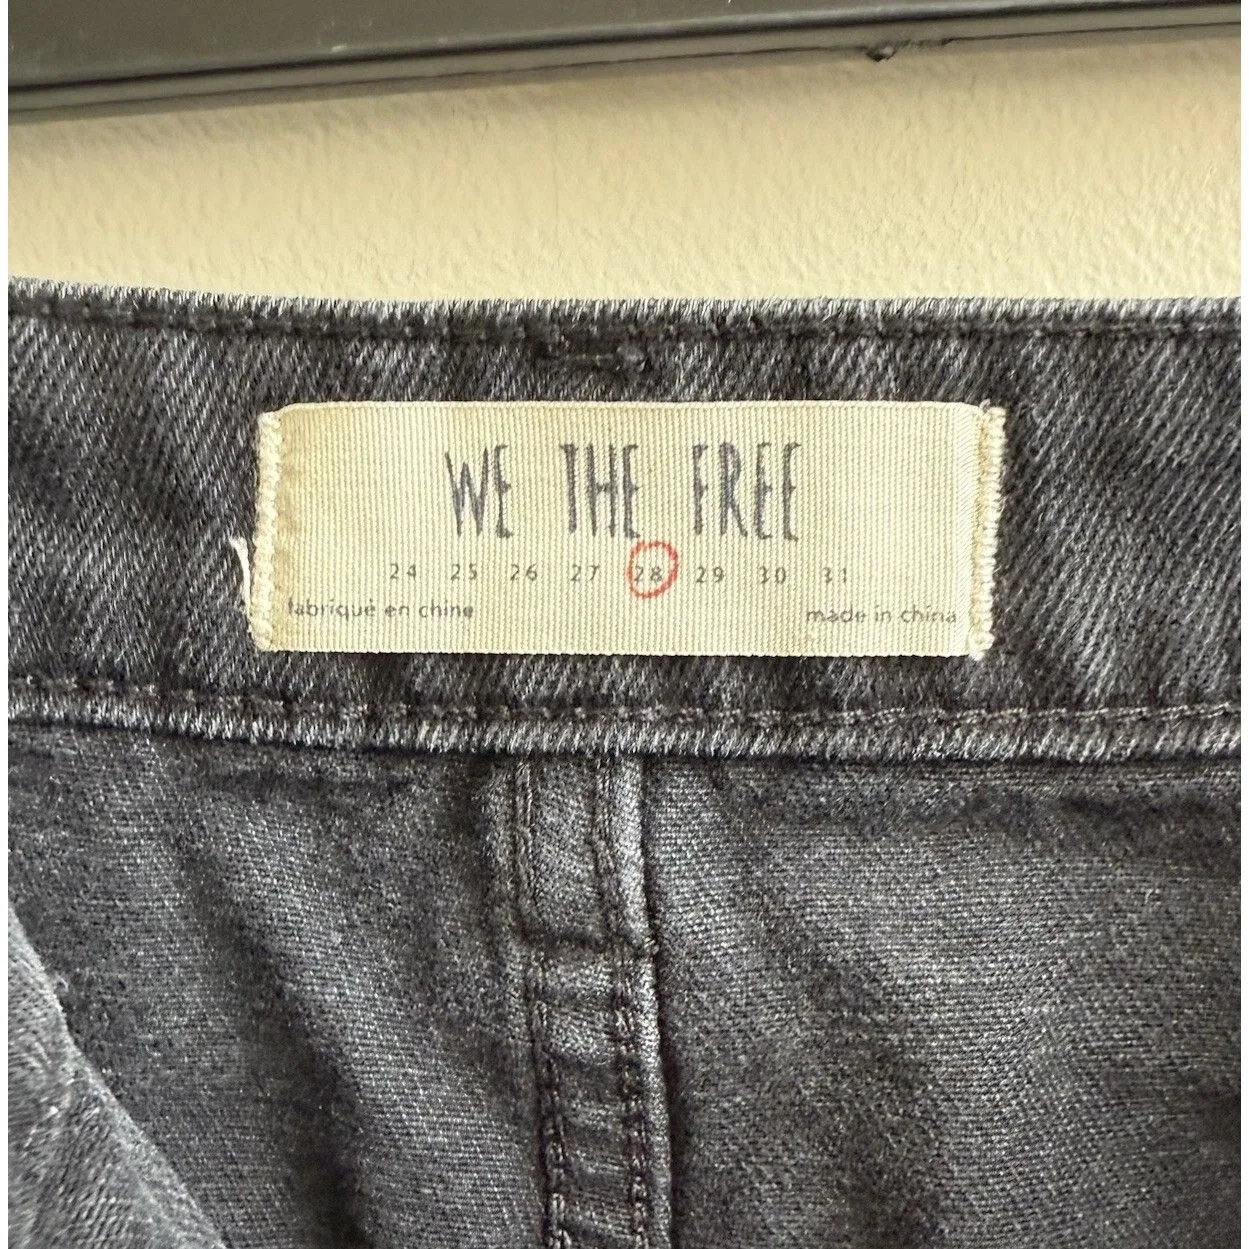 WE THE FREE
24 25 26 27 28 29 30 31
fabriqué en chine made in china